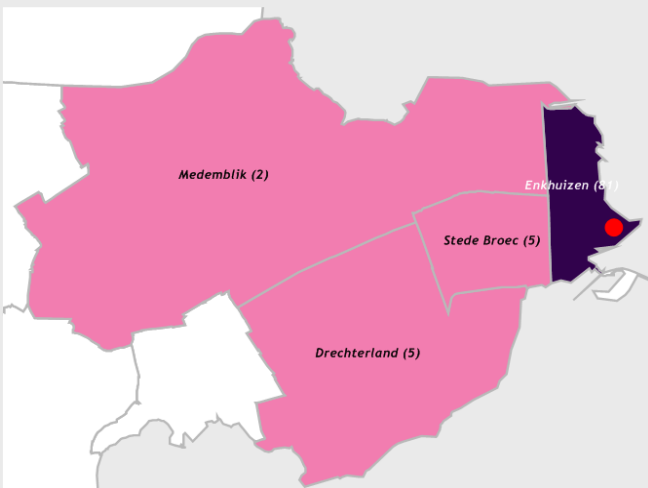 Medemblik (2)
Enkhuizen (81)
Stede Broec (5)
Drechterland (5)